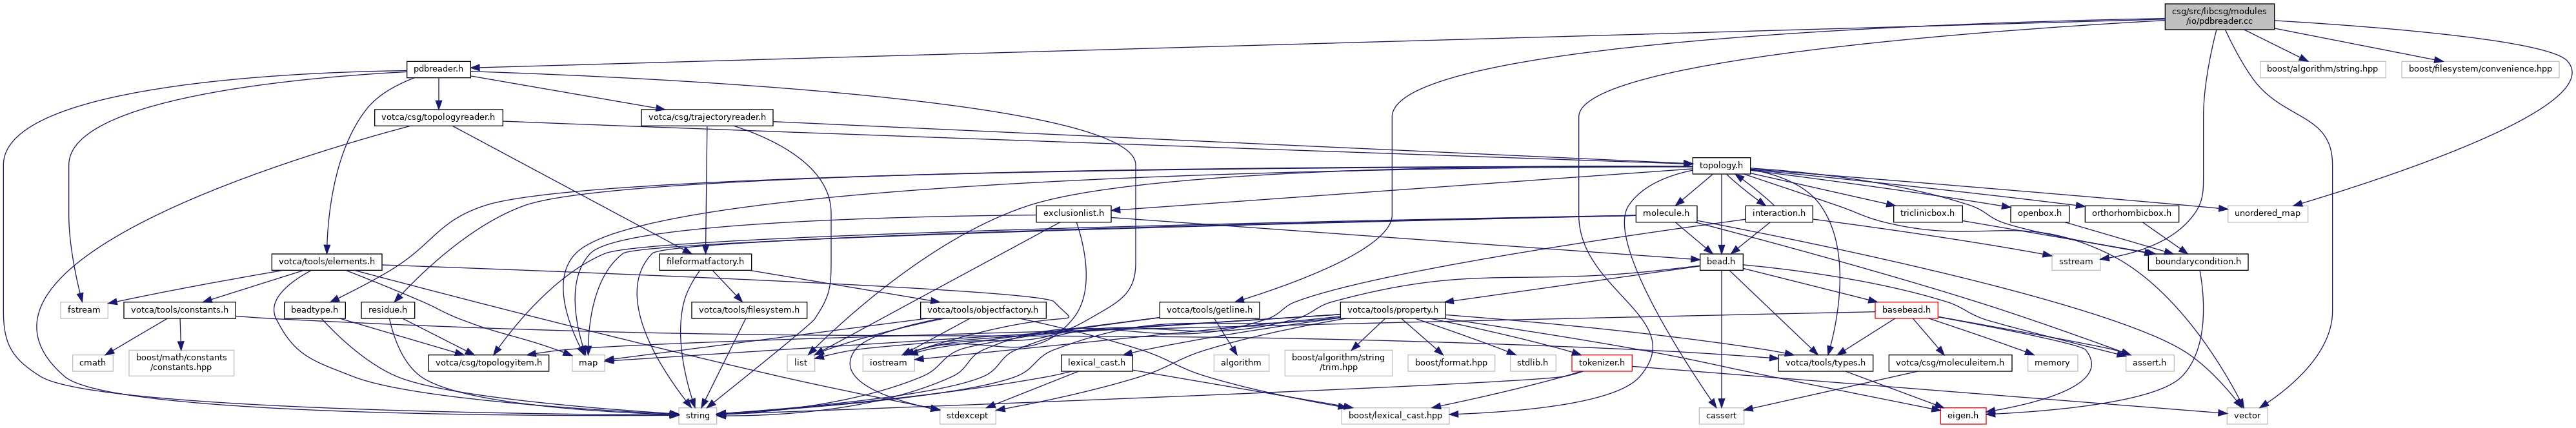 csg/src/libcsg/modules
/io/pdbreader.cc
pdbreader.h
boost/algorithm/string.hpp
boost/filesystem/convenience.hpp
votca/csg/topologyreader.h
votca/csg/trajectoryreader.h
topology.h
exclusionlist.h
molecule.h
interaction.h
triclinicbox.h
openbox.h
orthorhombicbox.h
unordered_map
votca/tools/elements.h
fileformatfactory.h
bead.h
sstream
boundarycondition.h
fstream
votca/tools/constants.h
beadtype.h
residue.h
votca/tools/filesystem.h
votca/tools/objectfactory.h
votca/tools/getline.h
votca/tools/property.h
basebead.h
cmath
boost/math/constants
/constants.hpp
votca/csg/topologyitem.h
map
list
iostream
lexical_cast.h
algorithm
boost/algorithm/string
/trim.hpp
boost/format.hpp
stdlib.h
tokenizer.h
votca/tools/types.h
votca/csg/moleculeitem.h
memory
assert.h
string
stdexcept
boost/lexical_cast.hpp
cassert
eigen.h
vector